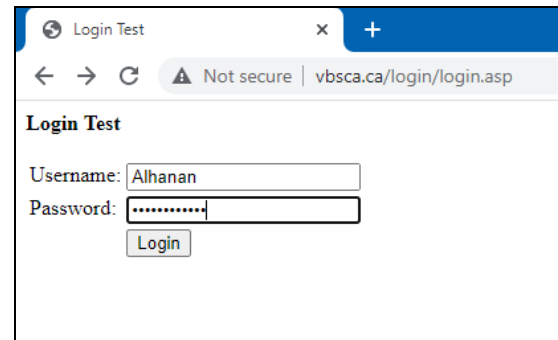 Login Test
Not secure | vbsca.ca/login/login.asp
Login Test
Username: Alhanan
Password: ••••••••••••
Login